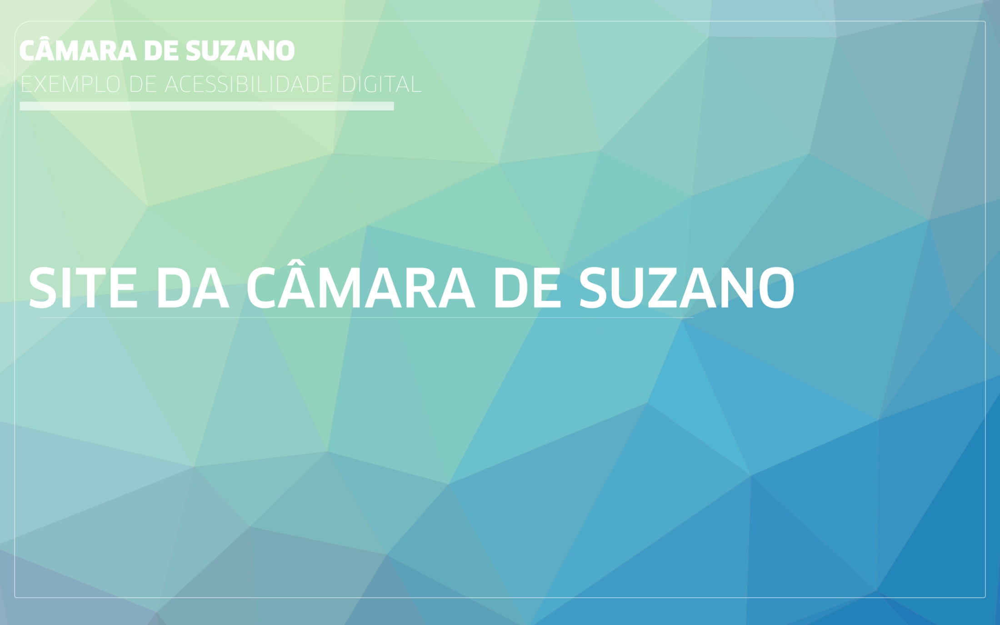 CÂMARA DE SUZANO
EXEMPLO DE ACESSIBILIDADE DIGITAL
SITE DA CÂMARA DE SUZANO